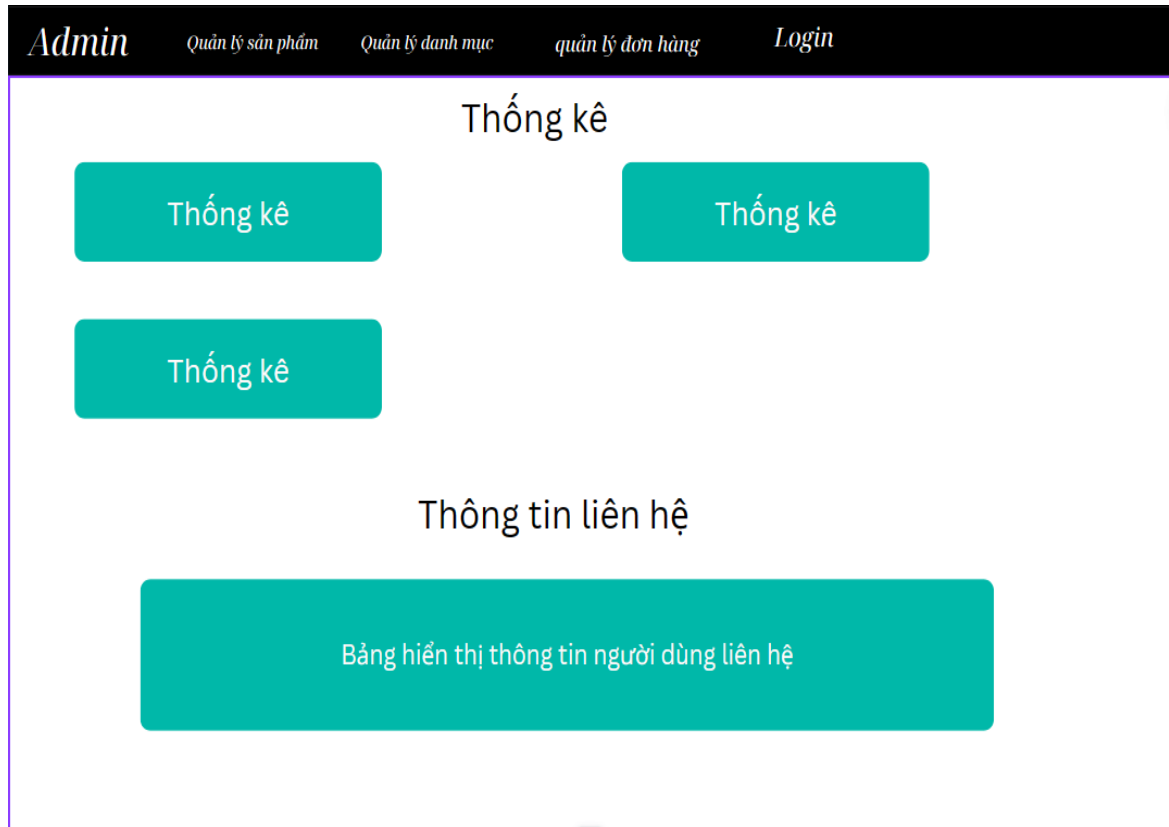 Admin Quản lý sản phẩm Quản lý danh mục quản lý đơn hàng Login
Thống kê
Thống kê Thống kê
Thống kê
Thông tin liên hệ
Bảng hiển thị thông tin người dùng liên hệ